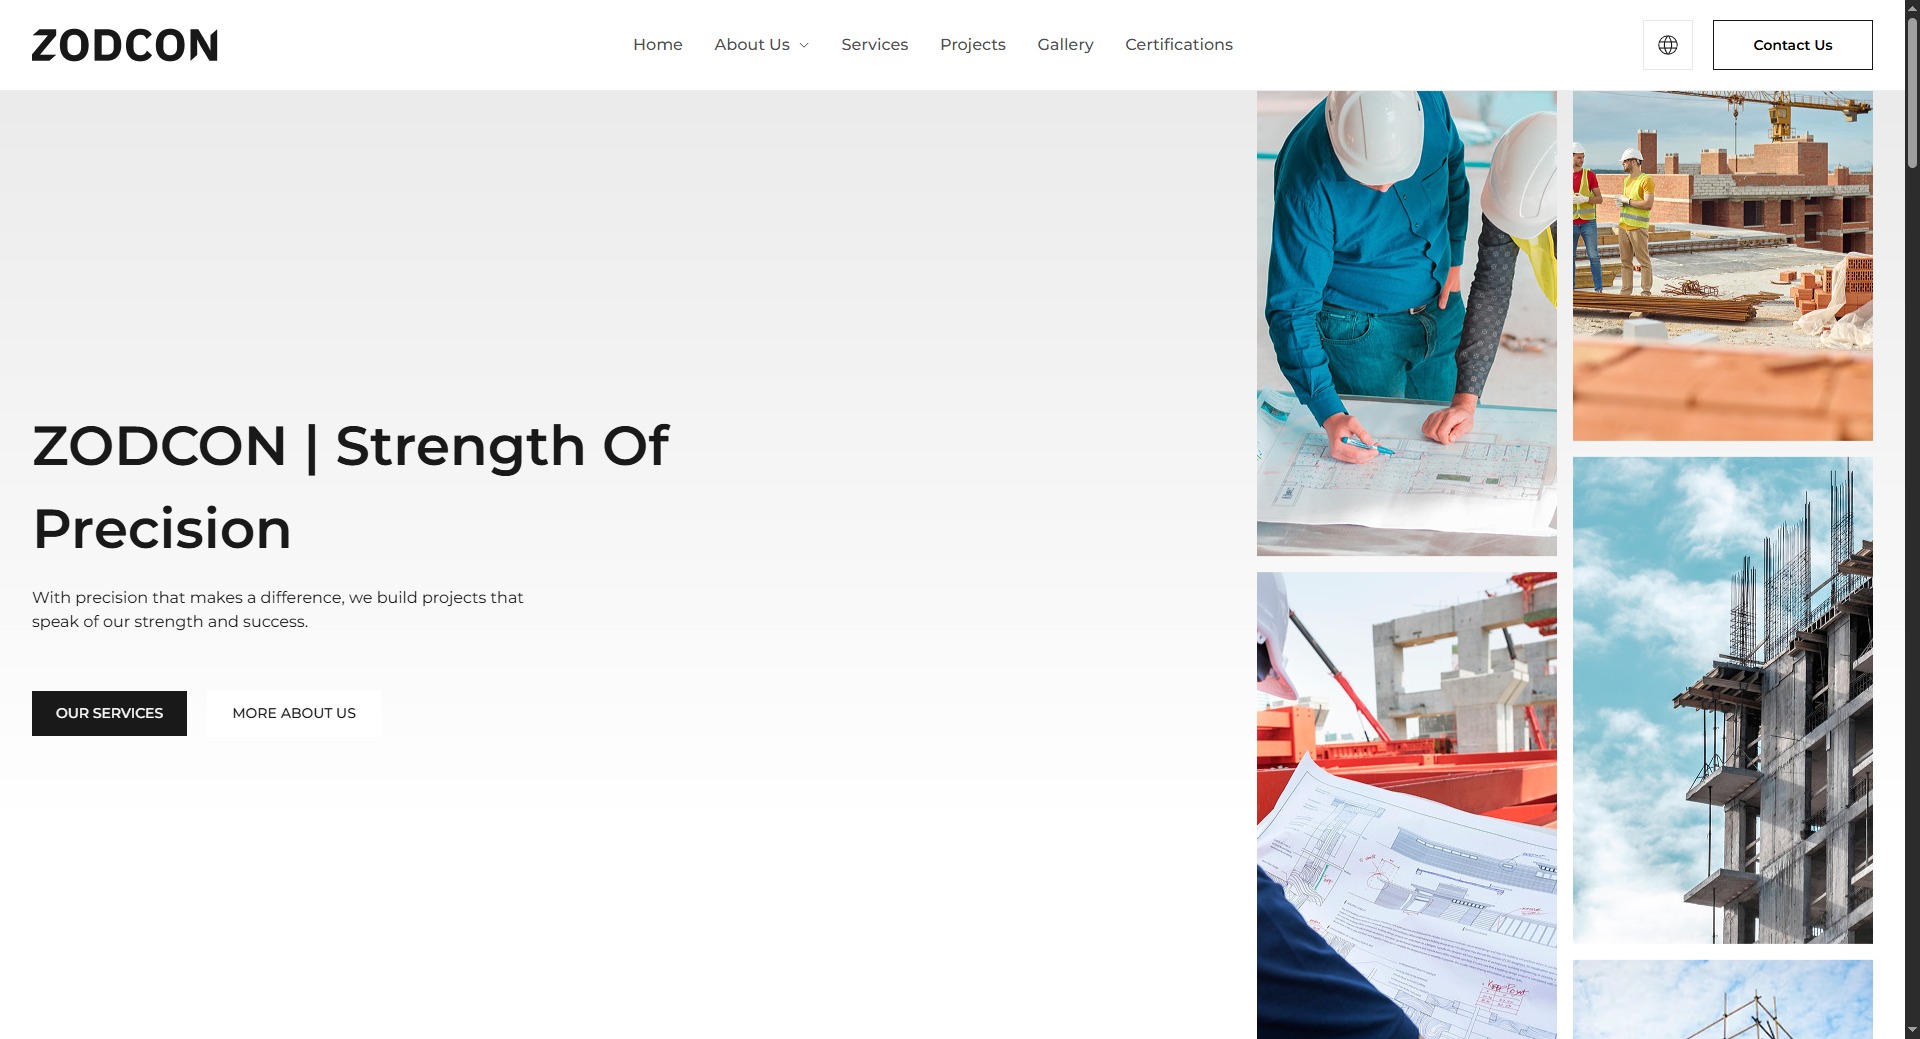 ZODCON
Home
About Us
Services
Projects
Gallery
Certifications
Contact Us
ZODCON | Strength Of
Precision
With precision that makes a difference, we build projects that
speak of our strength and success.
OUR SERVICES
MORE ABOUT US